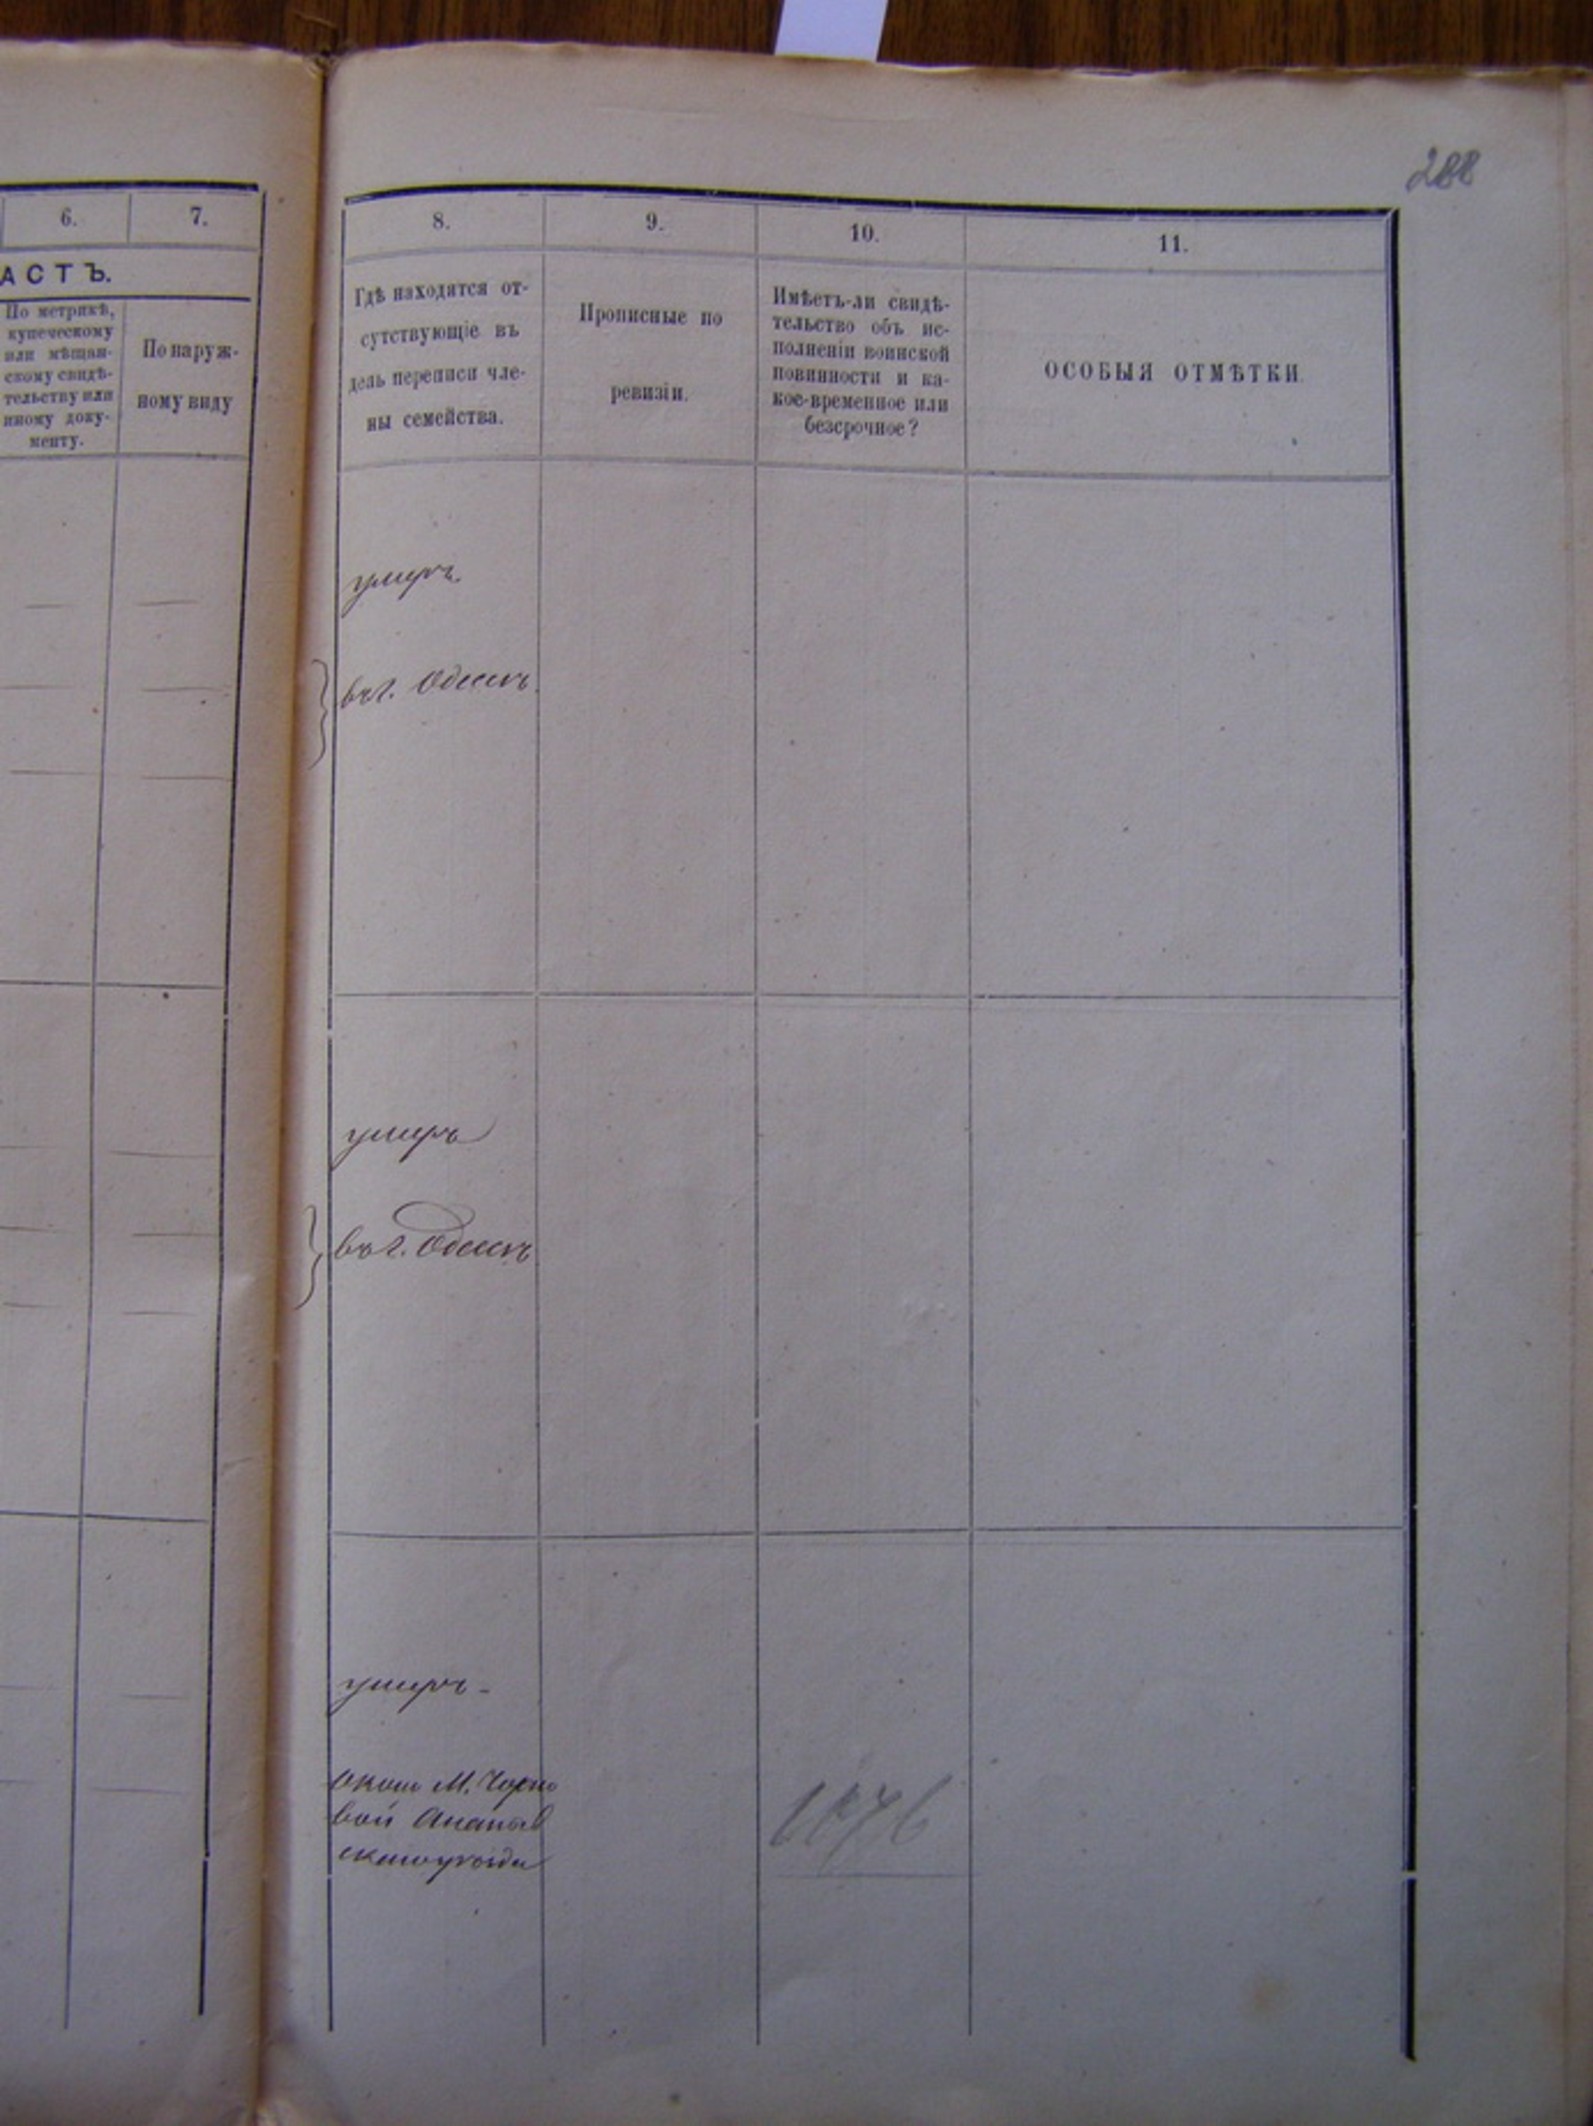 288
6.
7.
8.
9.
10.
11.
АСТЪ.
По метрикѣ,
купеческому
или мѣщан-
скому свидѣ-
тельству или
иному доку-
менту.
По наруж-
ному виду
Гдѣ находятся от-
сутствующіе въ
день переписи чле-
ны семейства.
Прописные по
ревизіи.
Имѣетъ-ли свидѣ-
тельство объ ис-
полненіи воинской
повинности и ка-
кое-временное или
безсрочное?
ОСОБЫЯ ОТМѢТКИ.
умеръ
въ г. Одессѣ.
умеръ
въ г. Одессѣ
умеръ -
М. Черно
вой Ананьев
1876